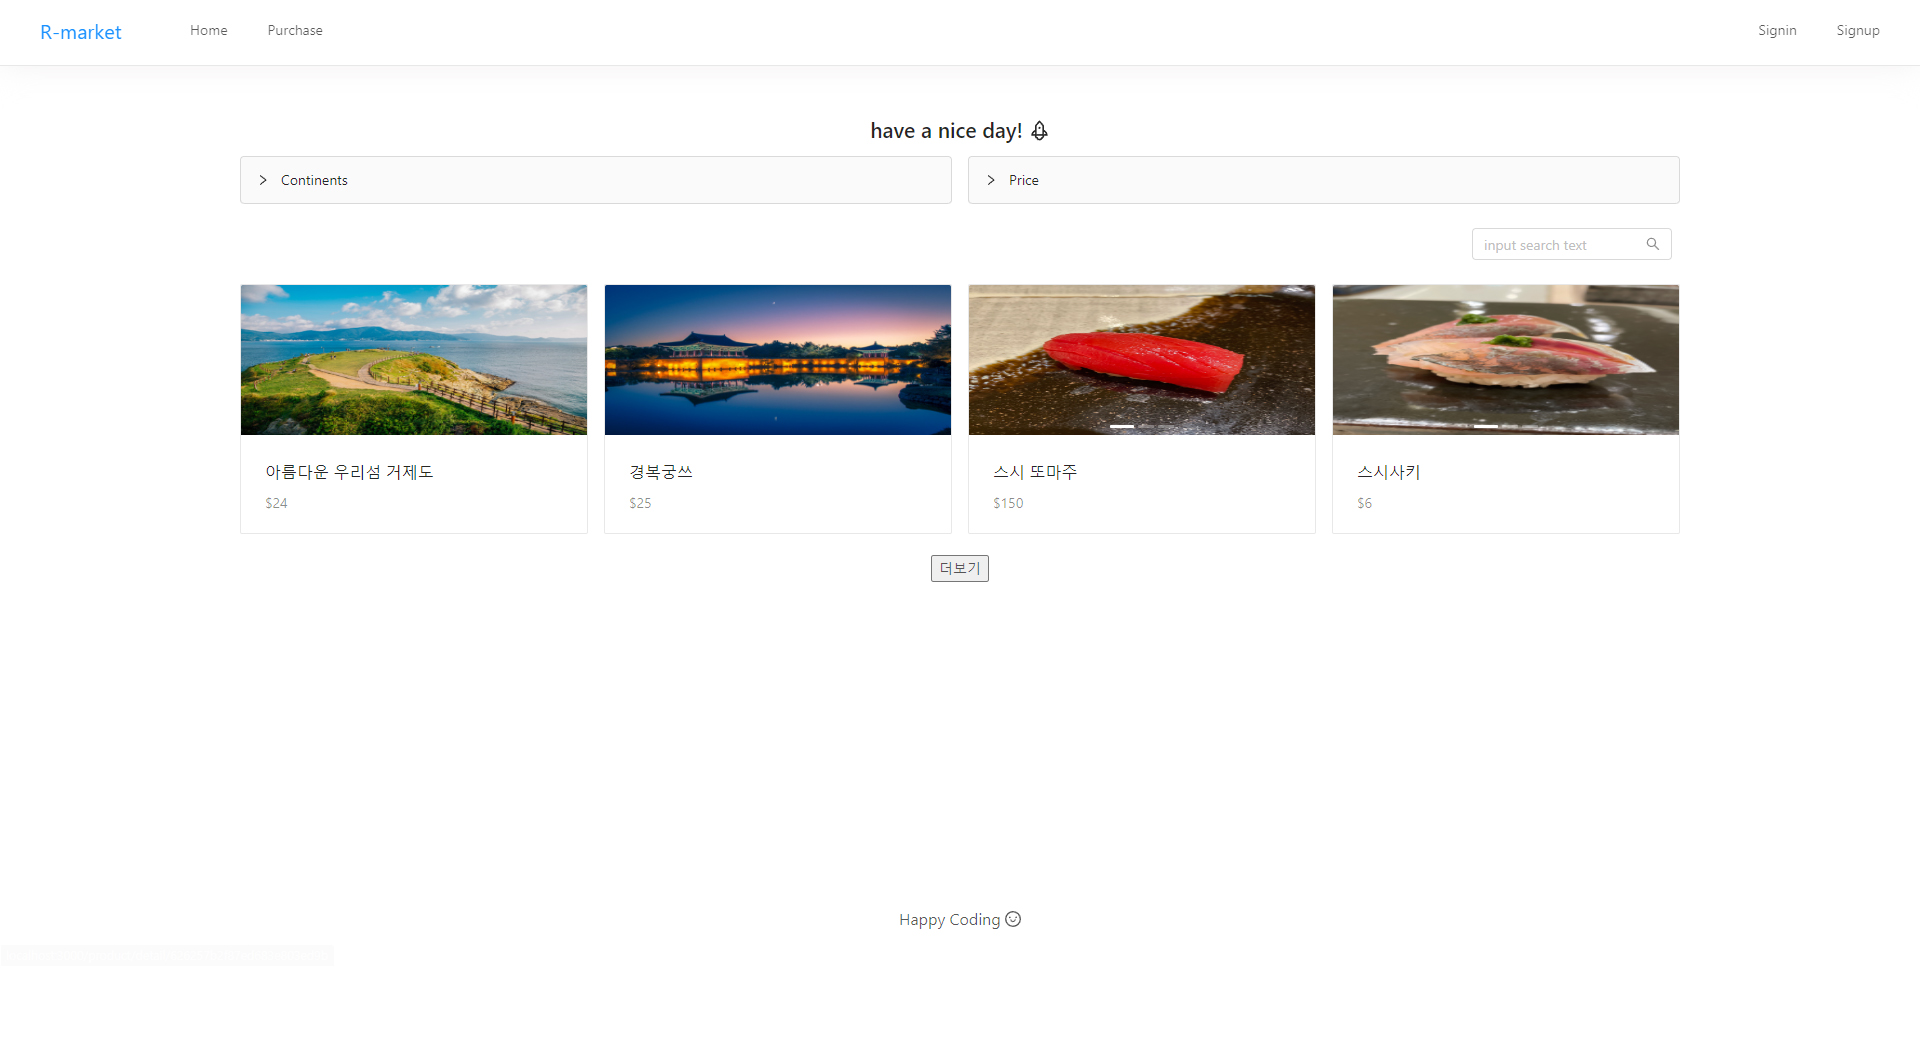 R-market
Home
Purchase
Signin
Signup
have a nice day!
Continents
Price
input search text
아름다운 우리섬 거제도
$24
경복궁쓰
$25
스시 또마주
$150
스시사키
$6
더보기
Happy Coding